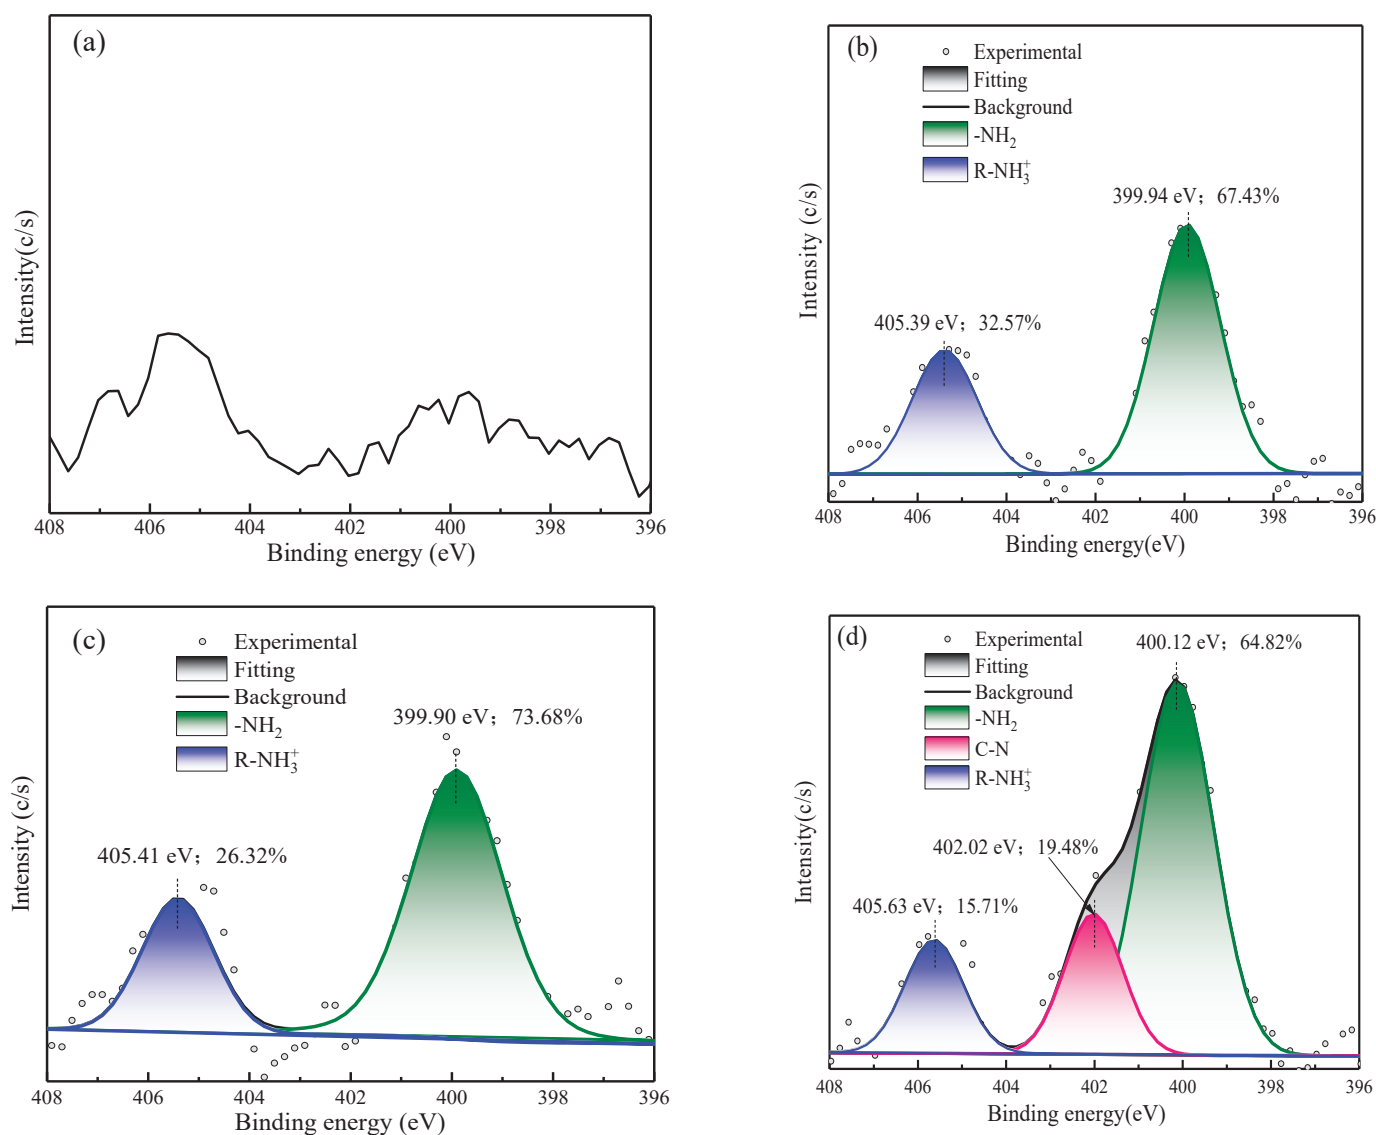 (a)
Intensity(c/s)
408 406 404 402 400 398 396
Binding energy (eV)
(b)
Experimental
Fitting
Background
-NH₂
R-NH₃⁺
399.94 eV；67.43%
405.39 eV；32.57%
Intensity (c/s)
408 406 404 402 400 398 396
Binding energy(eV)
(c)
Experimental
Fitting
Background
-NH₂
R-NH₃⁺
399.90 eV；73.68%
405.41 eV；26.32%
Intensity (c/s)
408 406 404 402 400 398 396
Binding energy (eV)
(d)
Experimental
Fitting
Background
-NH₂
C-N
R-NH₃⁺
400.12 eV；64.82%
402.02 eV；19.48%
405.63 eV；15.71%
Intensity(c/s)
408 406 404 402 400 398 396
Binding energy(eV)